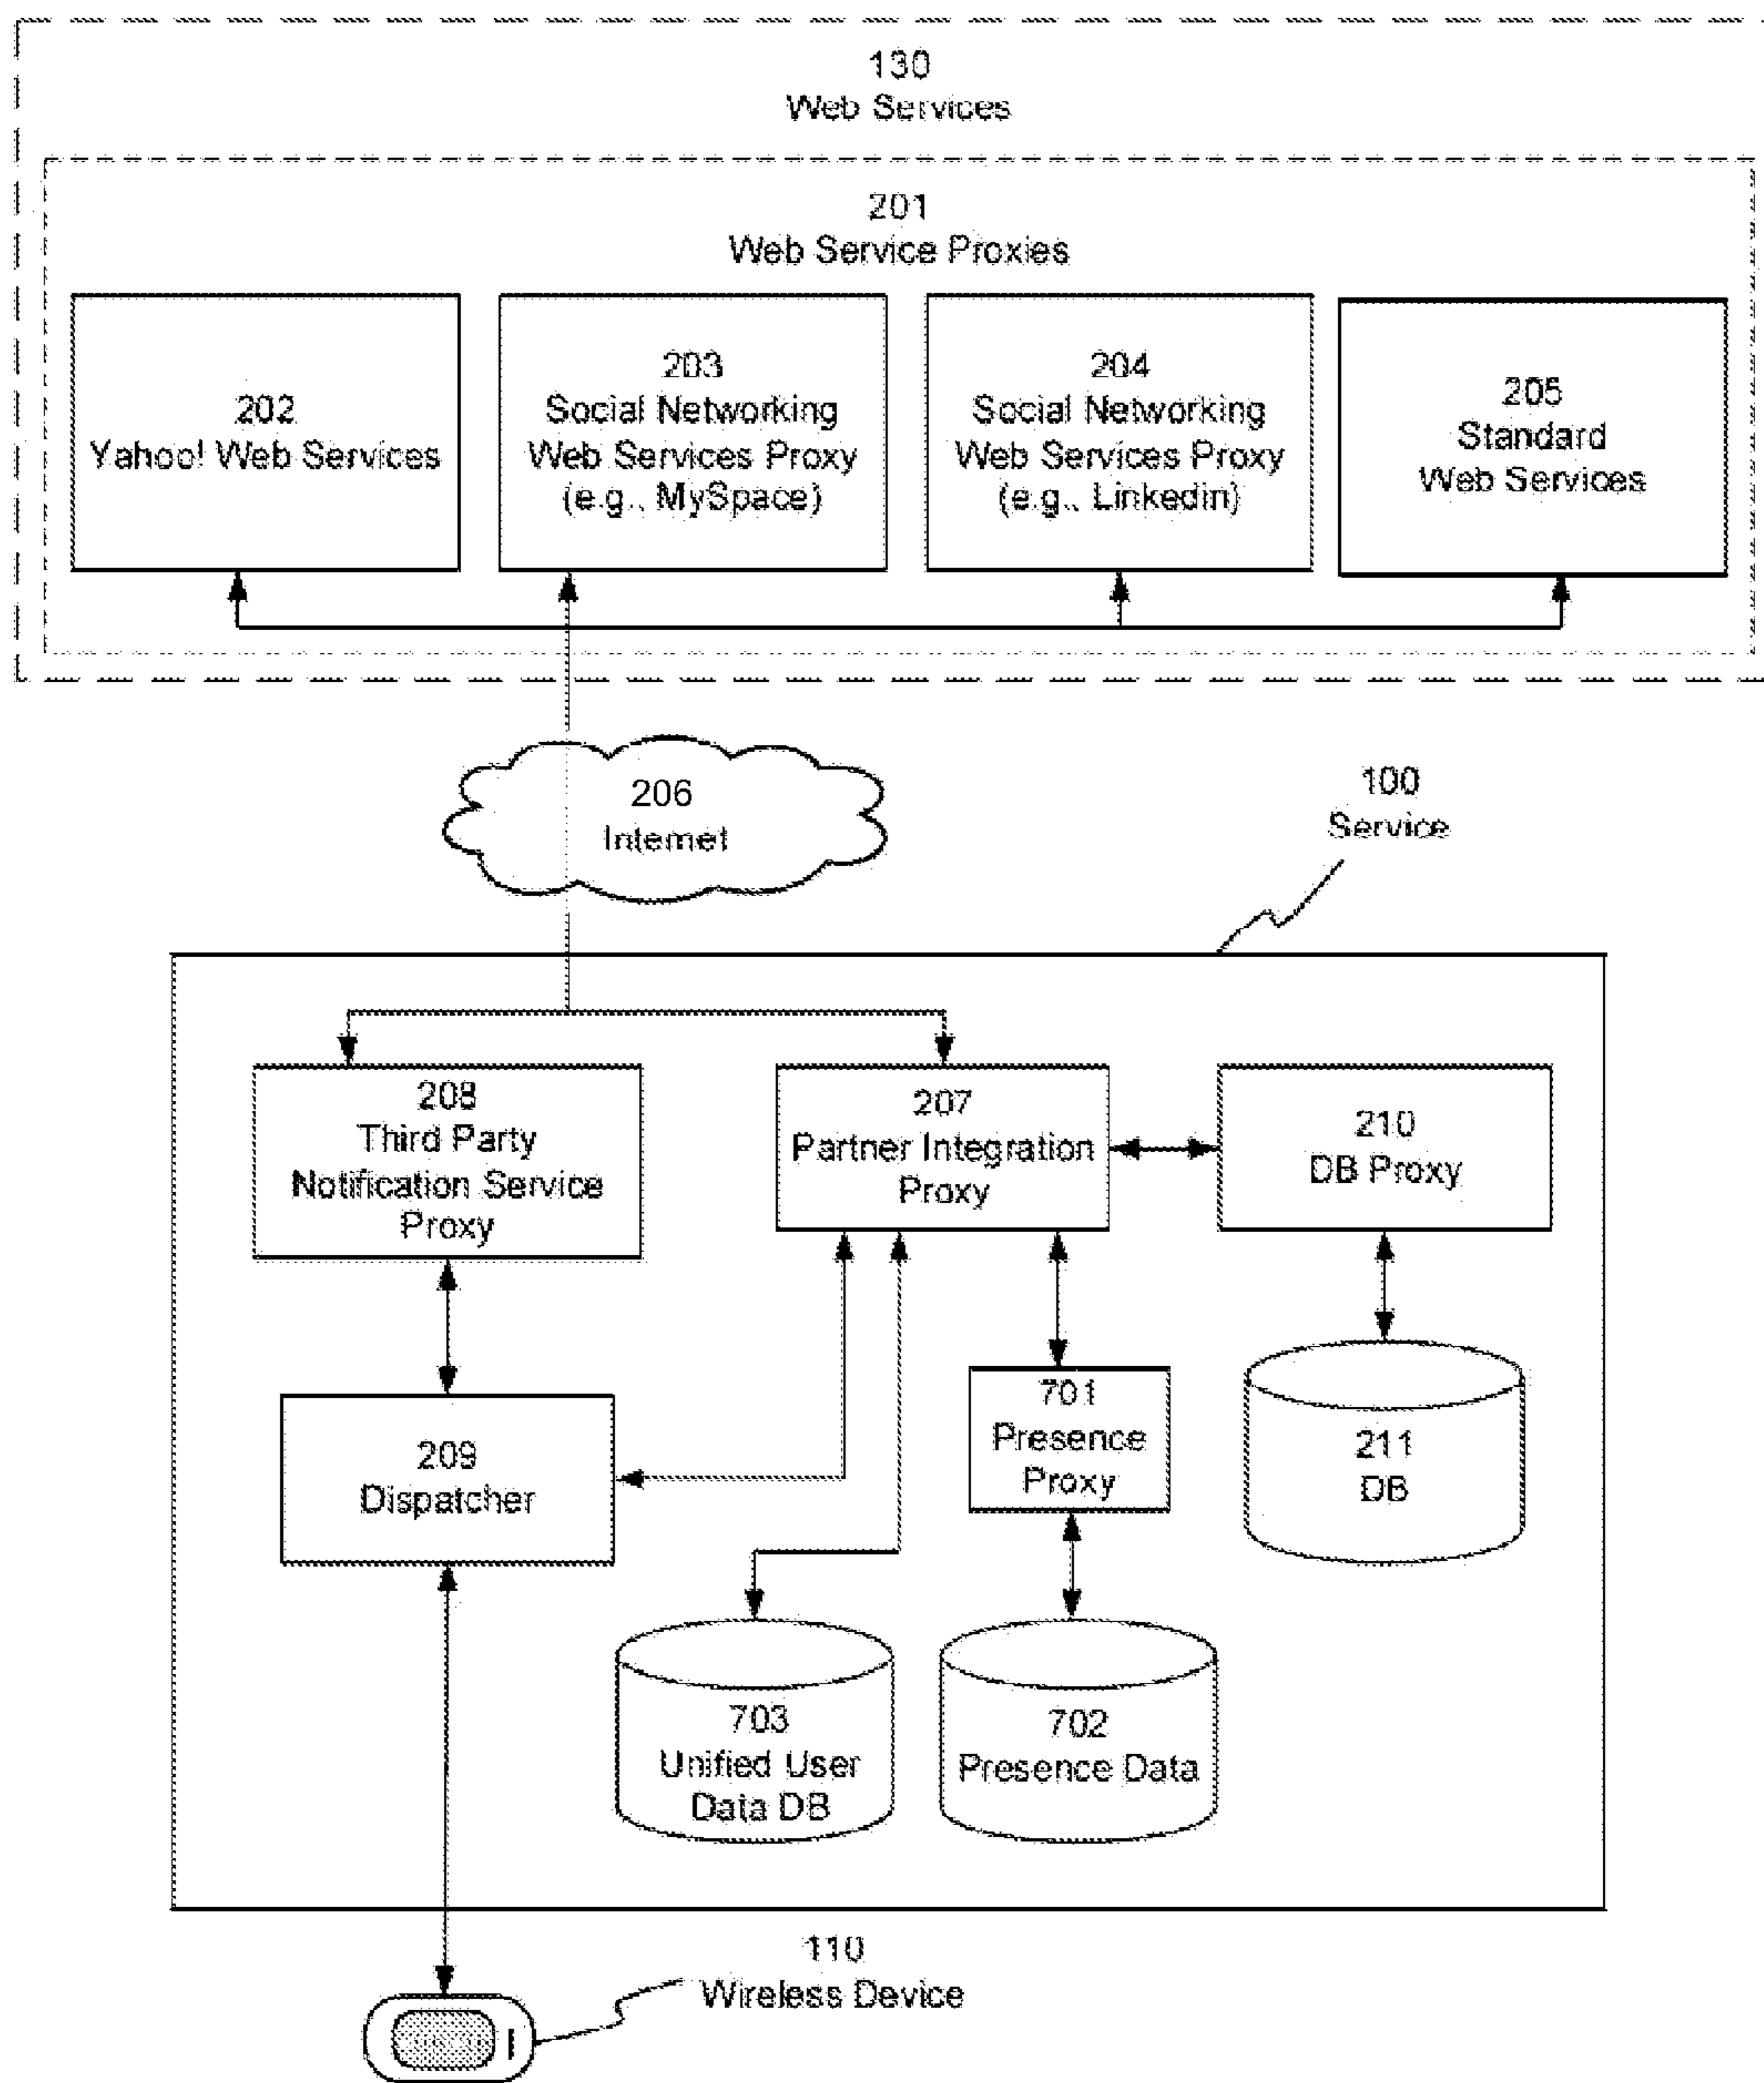 130
Web Services
201
Web Service Proxies
202
Yahoo! Web Services
203
Social Networking
Web Services Proxy
(e.g., MySpace)
204
Social Networking
Web Services Proxy
(e.g., Linkedin)
205
Standard
Web Services
206
Internet
100
Service
208
Third Party
Notification Service
Proxy
207
Partner Integration
Proxy
210
DB Proxy
209
Dispatcher
701
Presence
Proxy
211
DB
703
Unified User
Data DB
702
Presence Data
110
Wireless Device